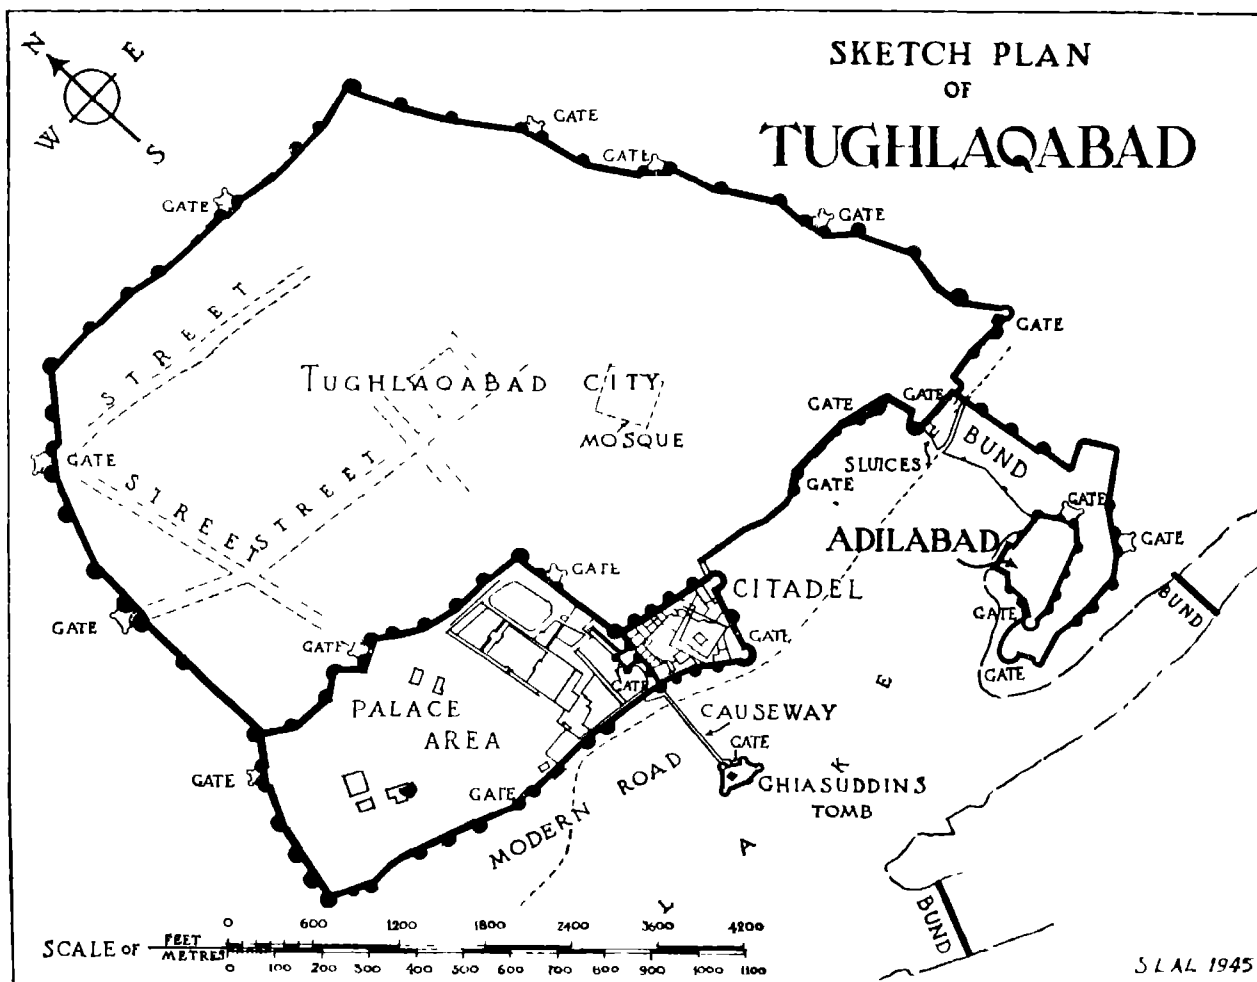 SKETCH PLAN
OF
TUGHLAQABAD
N
E
W
S
GATE
GATE
GATE
GATE
GATE
STREET
TUGHLAQABAD CITY
MOSQUE
GATE
GATE
GATE
SLUICES
BUND
GATE
STREET
STREET
GATE
GATE
ADILABAD
GATE
GATE
CITADEL
GATE
BUND
GATE
GATE
GATE
GATE
GATE
PALACE
AREA
CAUSEWAY
GATE
GATE
GATE
GHIASUDDINS
TOMB
MODERN ROAD
LAKE
BUND
0 600 1200 1800 2400 3600 4200
SCALE OF FEET
METRES
0 100 200 300 400 500 600 700 800 900 1000 1100
S LAL 1945